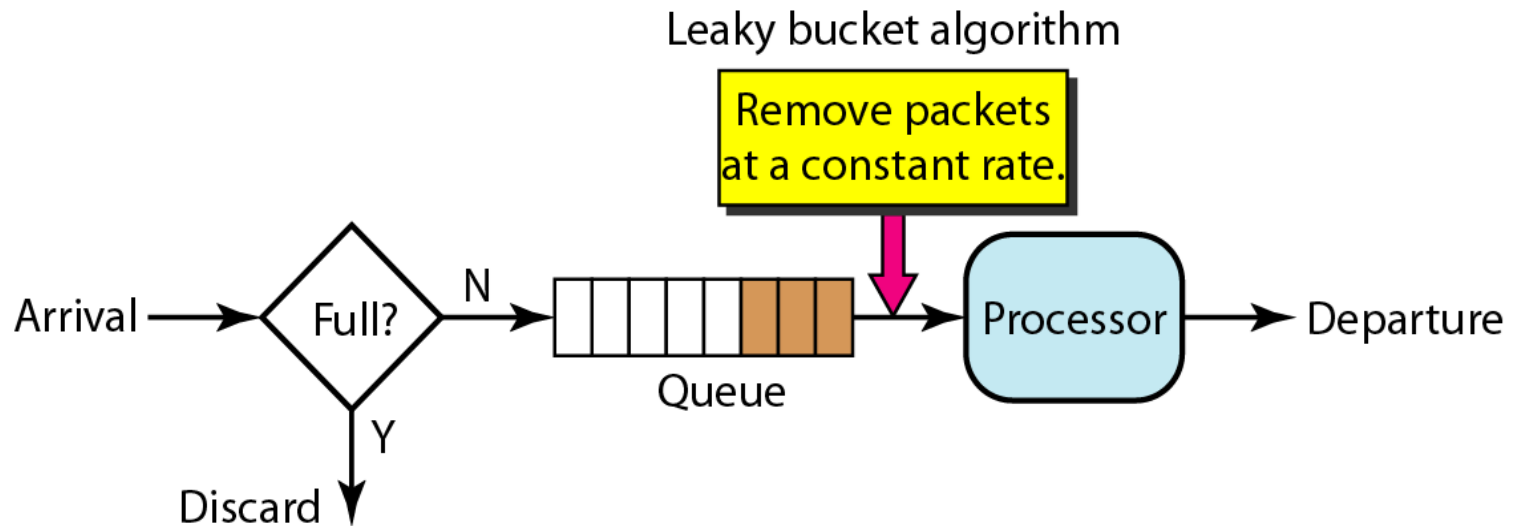 Leaky bucket algorithm
Remove packets
at a constant rate.
Arrival
Full?
N
Queue
Processor
Departure
Y
Discard